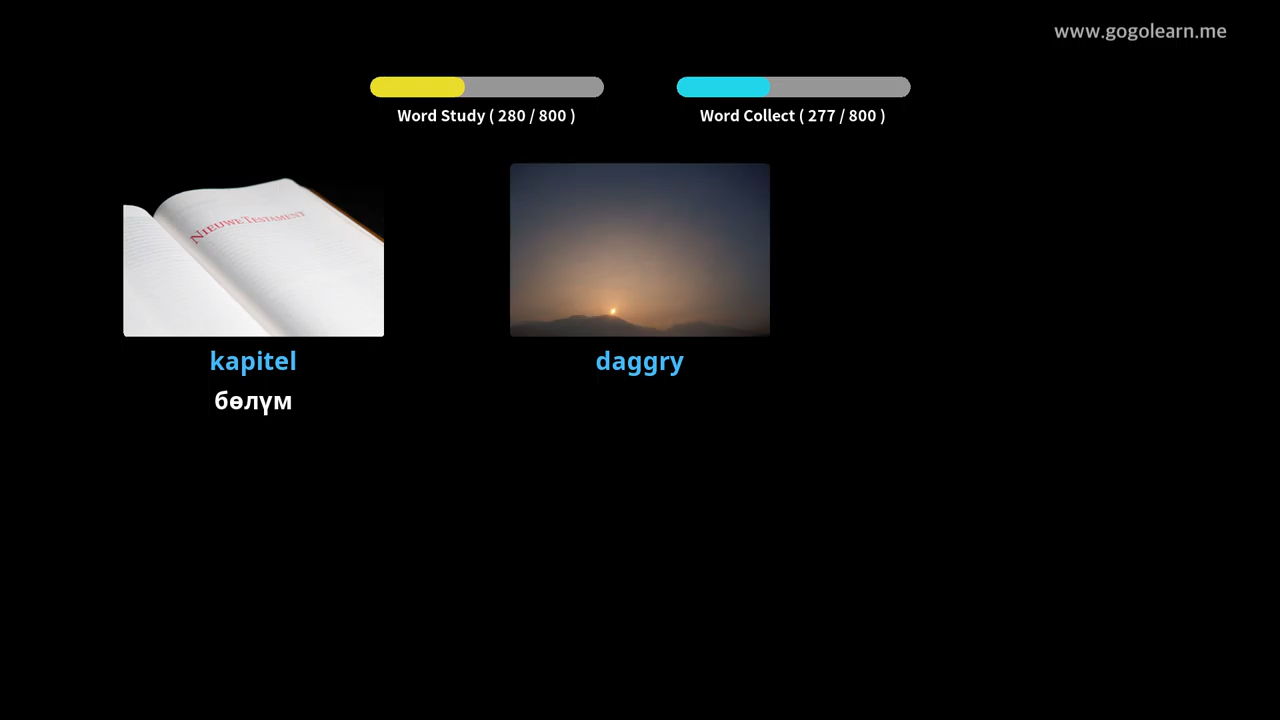 www.gogolearn.me
Word Study ( 280 / 800 )
Word Collect ( 277 / 800 )
NIEUWE TESTAMENT
kapitel
daggry
бөлүм